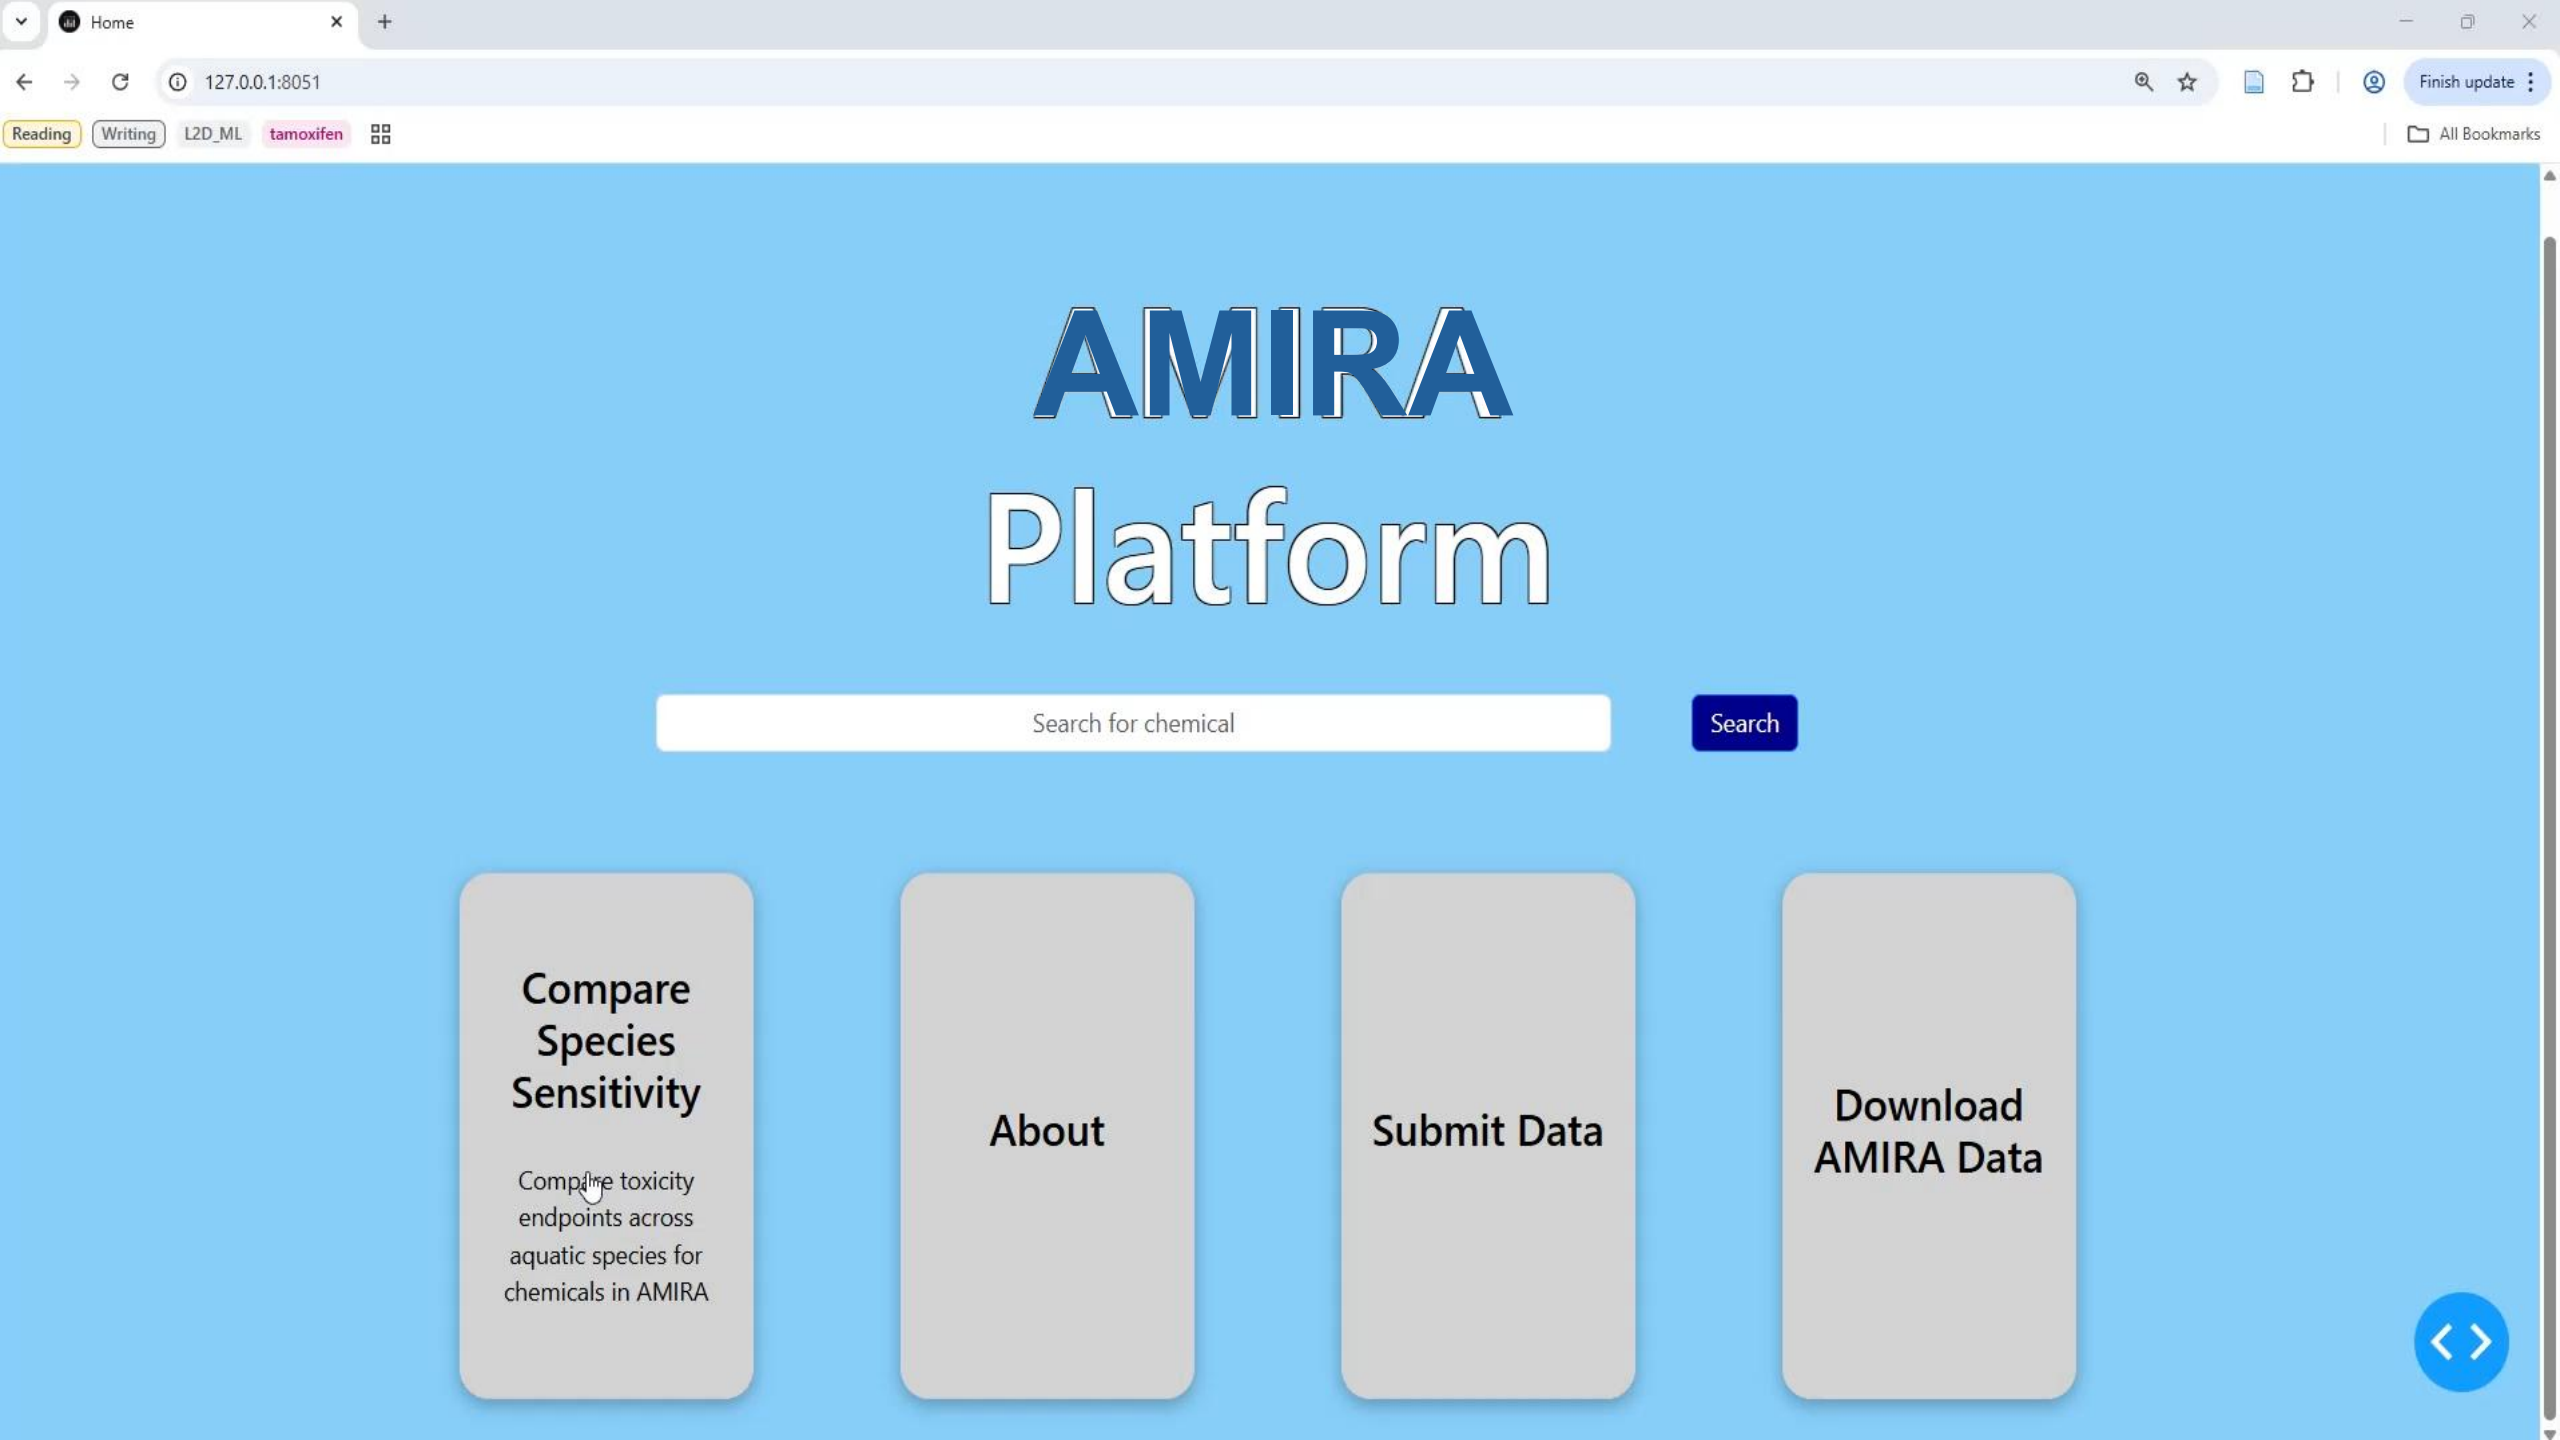 Home
127.0.0.1:8051
Finish update
Reading Writing L2D_ML tamoxifen
All Bookmarks
AMIRA
Platform
Search for chemical
Search
Compare
Species
Sensitivity
Compare toxicity
endpoints across
aquatic species for
chemicals in AMIRA
About
Submit Data
Download
AMIRA Data